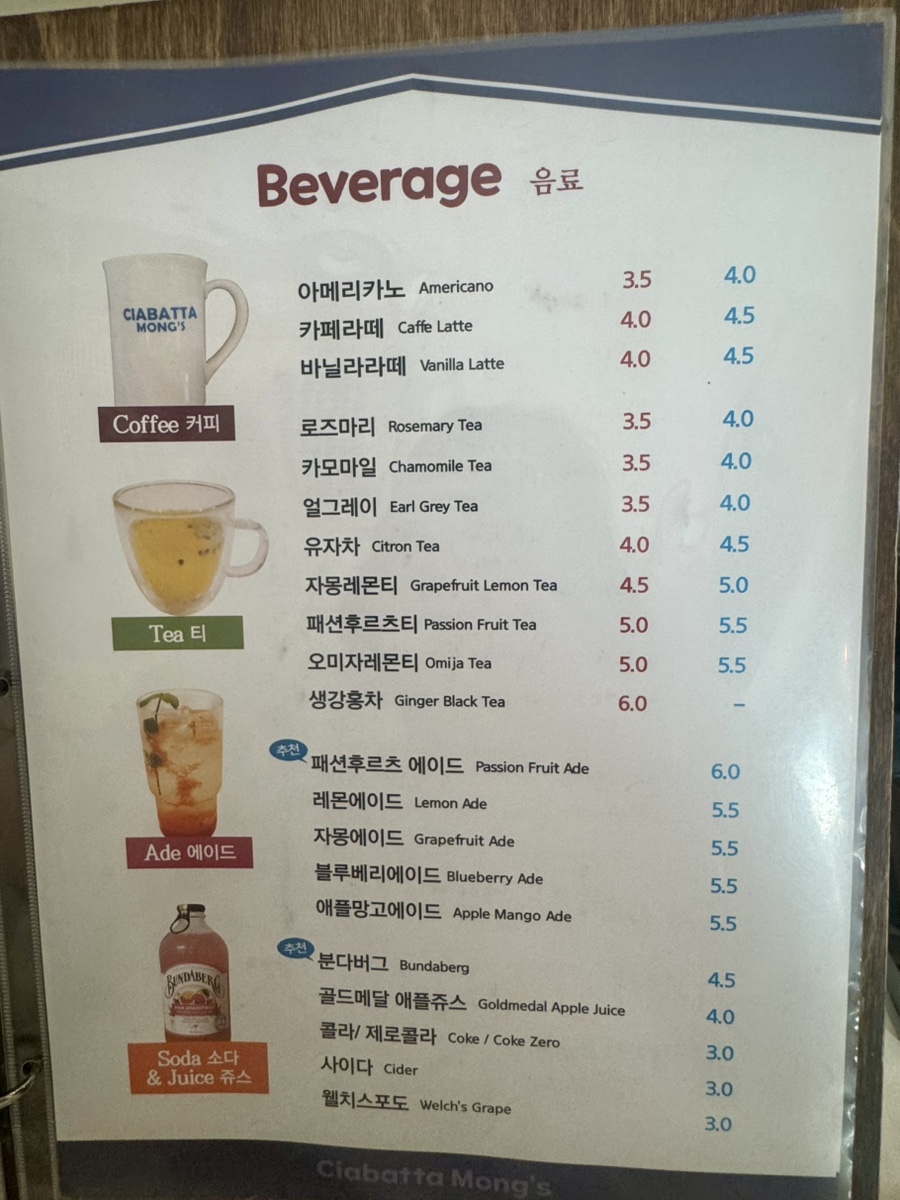 Beverage 음료
CIABATTA
MONG'S
Coffee 커피
아메리카노 Americano 3.5 4.0
카페라떼 Caffe Latte 4.0 4.5
바닐라라떼 Vanilla Latte 4.0 4.5
Tea 티
로즈마리 Rosemary Tea 3.5 4.0
카모마일 Chamomile Tea 3.5 4.0
얼그레이 Earl Grey Tea 3.5 4.0
유자차 Citron Tea 4.0 4.5
자몽레몬티 Grapefruit Lemon Tea 4.5 5.0
패션후르츠티 Passion Fruit Tea 5.0 5.5
오미자레몬티 Omija Tea 5.0 5.5
생강홍차 Ginger Black Tea 6.0 –
Ade 에이드
추천
패션후르츠 에이드 Passion Fruit Ade 6.0
레몬에이드 Lemon Ade 5.5
자몽에이드 Grapefruit Ade 5.5
블루베리에이드 Blueberry Ade 5.5
애플망고에이드 Apple Mango Ade 5.5
BUNDABERG
Soda 소다
& Juice 쥬스
추천
분다버그 Bundaberg 4.5
골드메달 애플쥬스 Goldmedal Apple Juice 4.0
콜라/ 제로콜라 Coke / Coke Zero 3.0
사이다 Cider 3.0
웰치스포도 Welch's Grape 3.0
Ciabatta Mong's